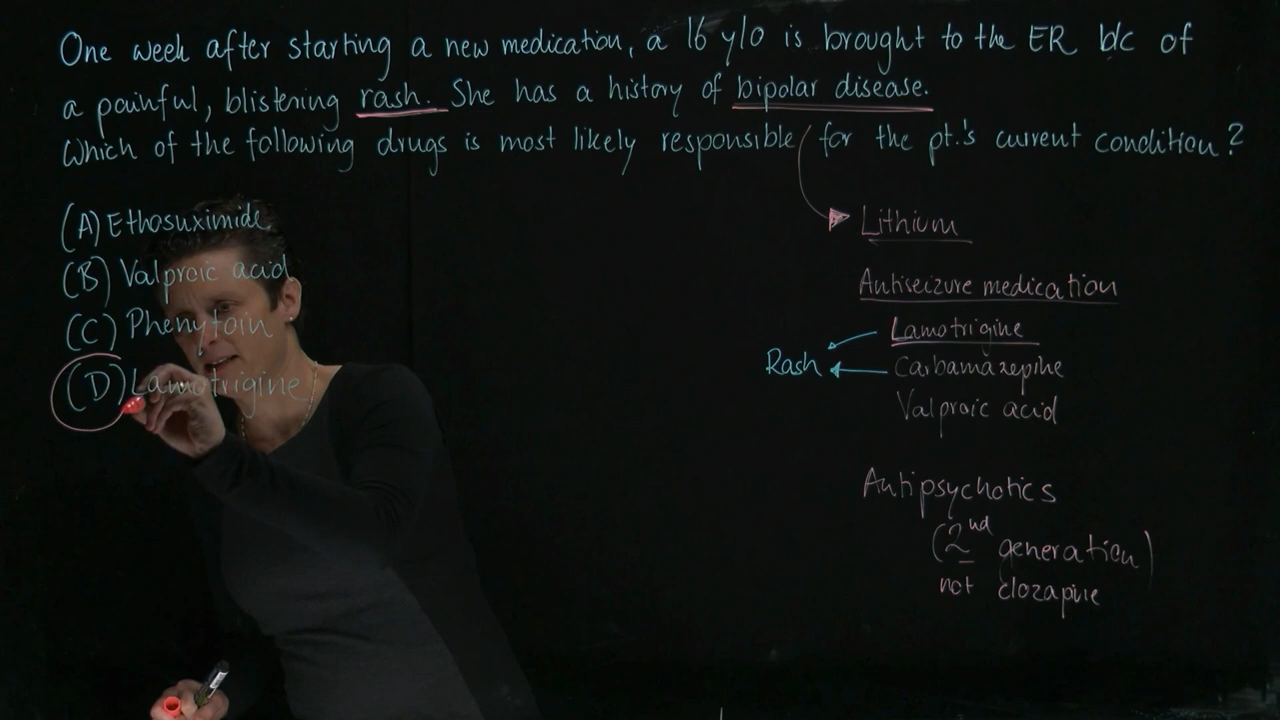 One week after starting a new medication, a 16 y/o is brought to the ER b/c of
a painful, blistening rash. She has a history of bipolar disease.
Which of the following drugs is most likely responsible for the pt.'s current condition?
(A) Ethosuximide
(B) Valproic acid
(C) Phenytoin
(D) Lamotrigine
Lithium
Antiseizure medication
Lamotrigine
Rash
Carbamazepine
Valproic acid
Antipsychotics
(2nd generation)
not clozapine